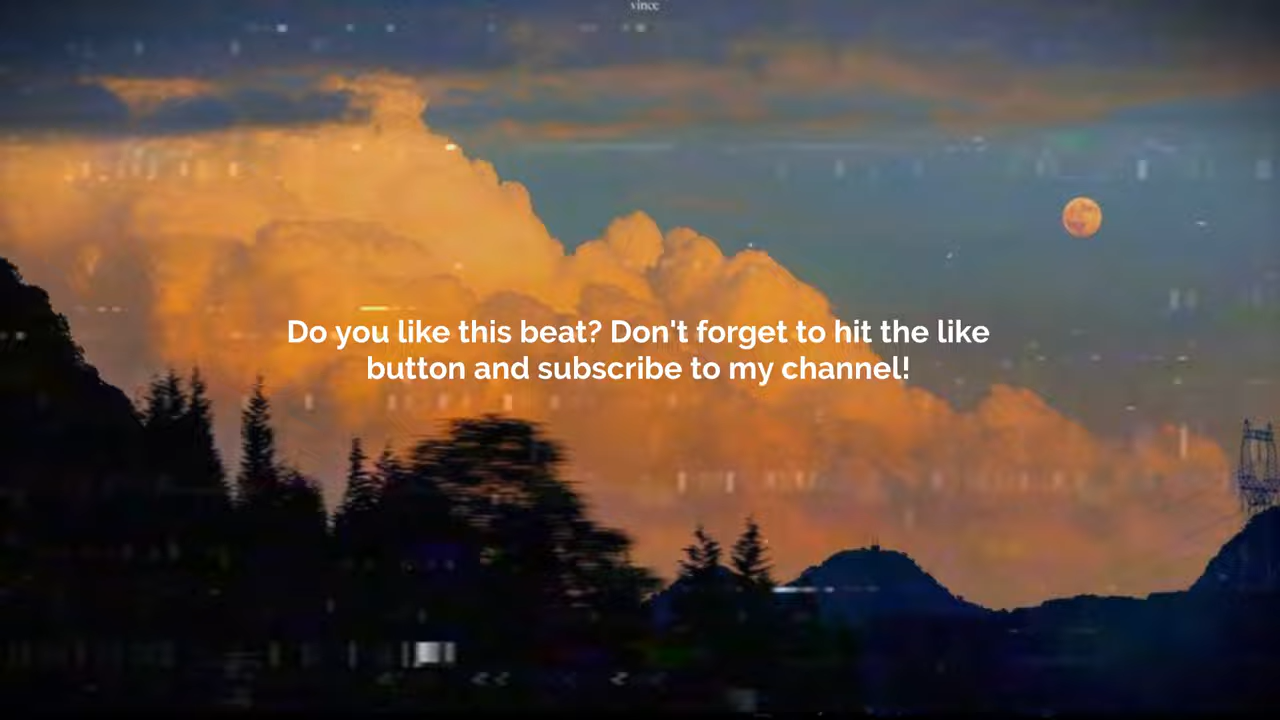 vince
Do you like this beat? Don't forget to hit the like
button and subscribe to my channel!